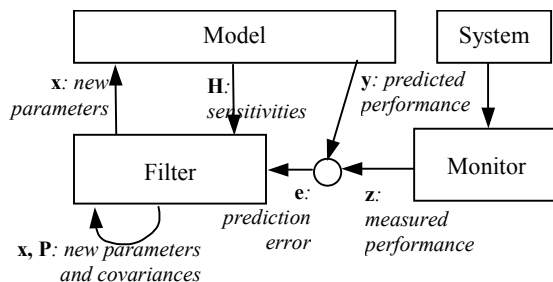 Model
System
x: new
parameters
H:
sensitivities
y: predicted
performance
Filter
Monitor
e:
prediction
error
z:
measured
performance
x, P: new parameters
and covariances